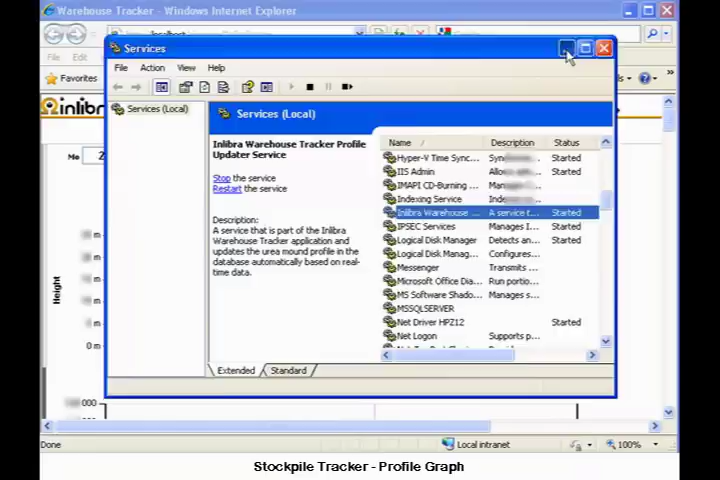 Warehouse Tracker - Windows Internet Explorer
Services
File
Edit
File Action View Help
Favorites
Services (Local)
Services (Local)
inlibra
Inlibra Warehouse Tracker Profile
Updater Service
Stop the service
Restart the service
Description:
A service that is part of the Inlibra
Warehouse Tracker application and
updates the urea mound profile in the
database automatically based on real-
time data.
Name Description Status
Hyper-V Time Sync... Started
IIS Admin Started
IMAPI CD-Burning ...
Indexing Service
Inlibra Warehouse ... A service t... Started
IPSEC Services Manages I... Started
Logical Disk Manager Detects an... Started
Logical Disk Manag... Configures...
Messenger Transmits ...
Microsoft Office Dia... Run portio...
MS Software Shado... Manages s...
MSSQLSERVER
Net Driver HPZ12 Started
Net Logon Supports p...
Extended Standard
Height
m
m
m
m
0 m
000
Done Local intranet 100%
Stockpile Tracker - Profile Graph